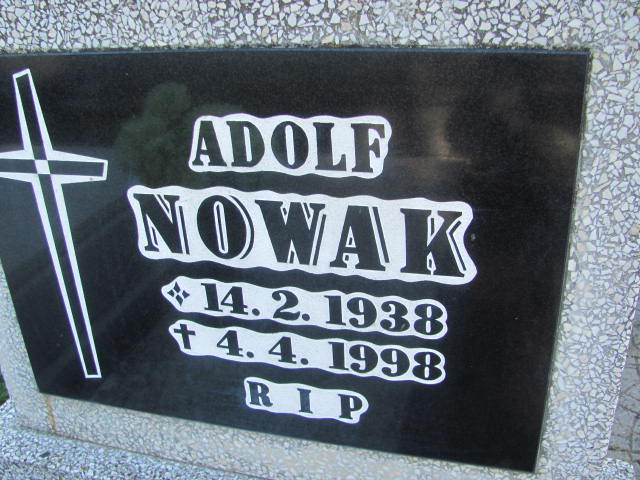 ADOLF
NOWAK
14. 2. 1938
✝ 4. 4. 1998
R I P